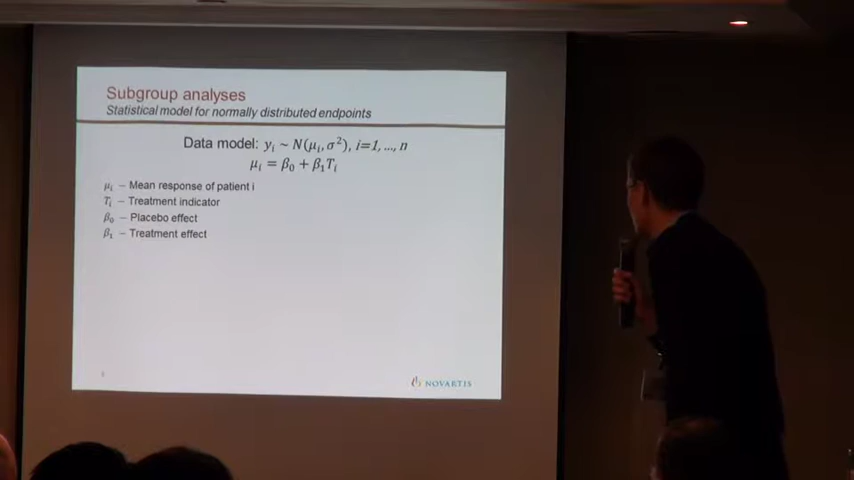 Subgroup analyses
Statistical model for normally distributed endpoints
Data model: yᵢ ~ N(μᵢ, σ²), i=1, ..., n
μᵢ = β₀ + β₁Tᵢ
μᵢ – Mean response of patient i
Tᵢ – Treatment indicator
β₀ – Placebo effect
β₁ – Treatment effect
NOVARTIS